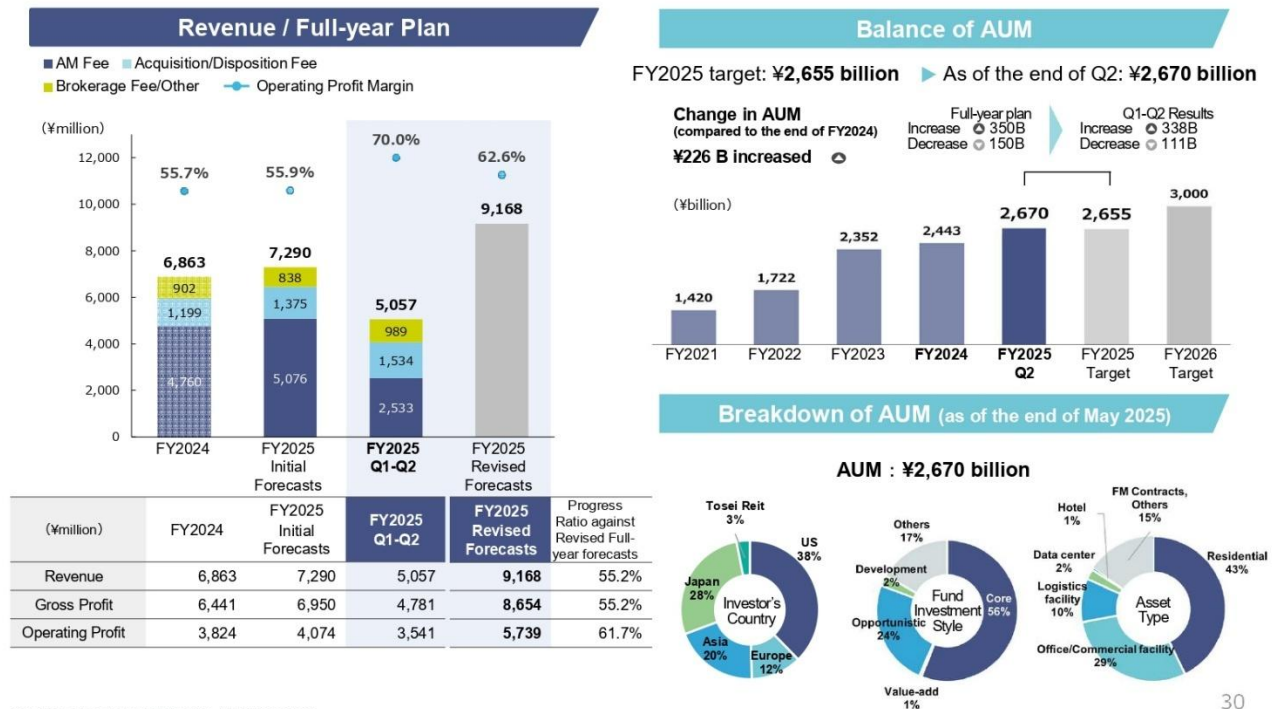 Revenue / Full-year Plan
AM Fee Acquisition/Disposition Fee
Brokerage Fee/Other Operating Profit Margin
(¥million)
12,000
10,000
8,000
6,000
4,000
2,000
0
55.7%
55.9%
70.0%
62.6%
6,863
902
1,199
4,760
7,290
838
1,375
5,076
5,057
989
1,534
2,533
9,168
FY2024
FY2025
Initial
Forecasts
FY2025
Q1-Q2
FY2025
Revised
Forecasts
(¥million)
FY2024
FY2025
Initial
Forecasts
FY2025
Q1-Q2
FY2025
Revised
Forecasts
Progress
Ratio against
Revised Full-
year forecasts
Revenue 6,863 7,290 5,057 9,168 55.2%
Gross Profit 6,441 6,950 4,781 8,654 55.2%
Operating Profit 3,824 4,074 3,541 5,739 61.7%
Balance of AUM
FY2025 target: ¥2,655 billion As of the end of Q2: ¥2,670 billion
Change in AUM
(compared to the end of FY2024)
¥226 B increased
Full-year plan
Increase 350B
Decrease 150B
Q1-Q2 Results
Increase 338B
Decrease 111B
(¥billion)
1,420
1,722
2,352
2,443
2,670
2,655
3,000
FY2021
FY2022
FY2023
FY2024
FY2025
Q2
FY2025
Target
FY2026
Target
Breakdown of AUM (as of the end of May 2025)
AUM : ¥2,670 billion
Tosei Reit
3%
US
38%
Japan
28%
Investor's
Country
Asia
20%
Europe
12%
Others
17%
Development
2%
Core
56%
Fund
Investment
Style
Opportunistic
24%
Value-add
1%
FM Contracts,
Others
15%
Hotel
1%
Data center
2%
Logistics
facility
10%
Residential
43%
Asset
Type
Office/Commercial facility
29%
30